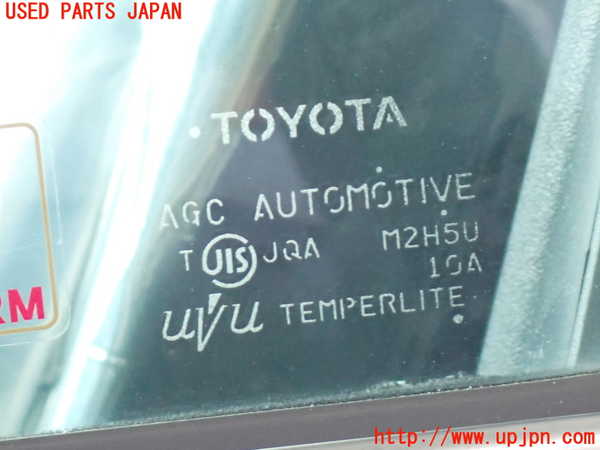 USED PARTS JAPAN
TOYOTA
AGC AUTOMOTIVE
T JIS JQA M2H5U
10A
uVu TEMPERLITE
RM
http://www.upjpn.com/